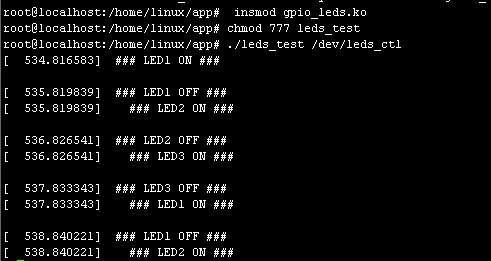 root@localhost:/home/linux/app#  insmod gpio_leds.ko
root@localhost:/home/linux/app# chmod 777 leds_test
root@localhost:/home/linux/app# ./leds_test /dev/leds_ctl
[  534.816583]  ### LED1 ON ###
[  535.819839]  ### LED1 OFF ###
[  535.819839]    ### LED2 ON ###
[  536.826541]  ### LED2 OFF ###
[  536.826541]    ### LED3 ON ###
[  537.833343]  ### LED3 OFF ###
[  537.833343]    ### LED1 ON ###
[  538.840221]  ### LED1 OFF ###
[  538.840221]    ### LED2 ON ###